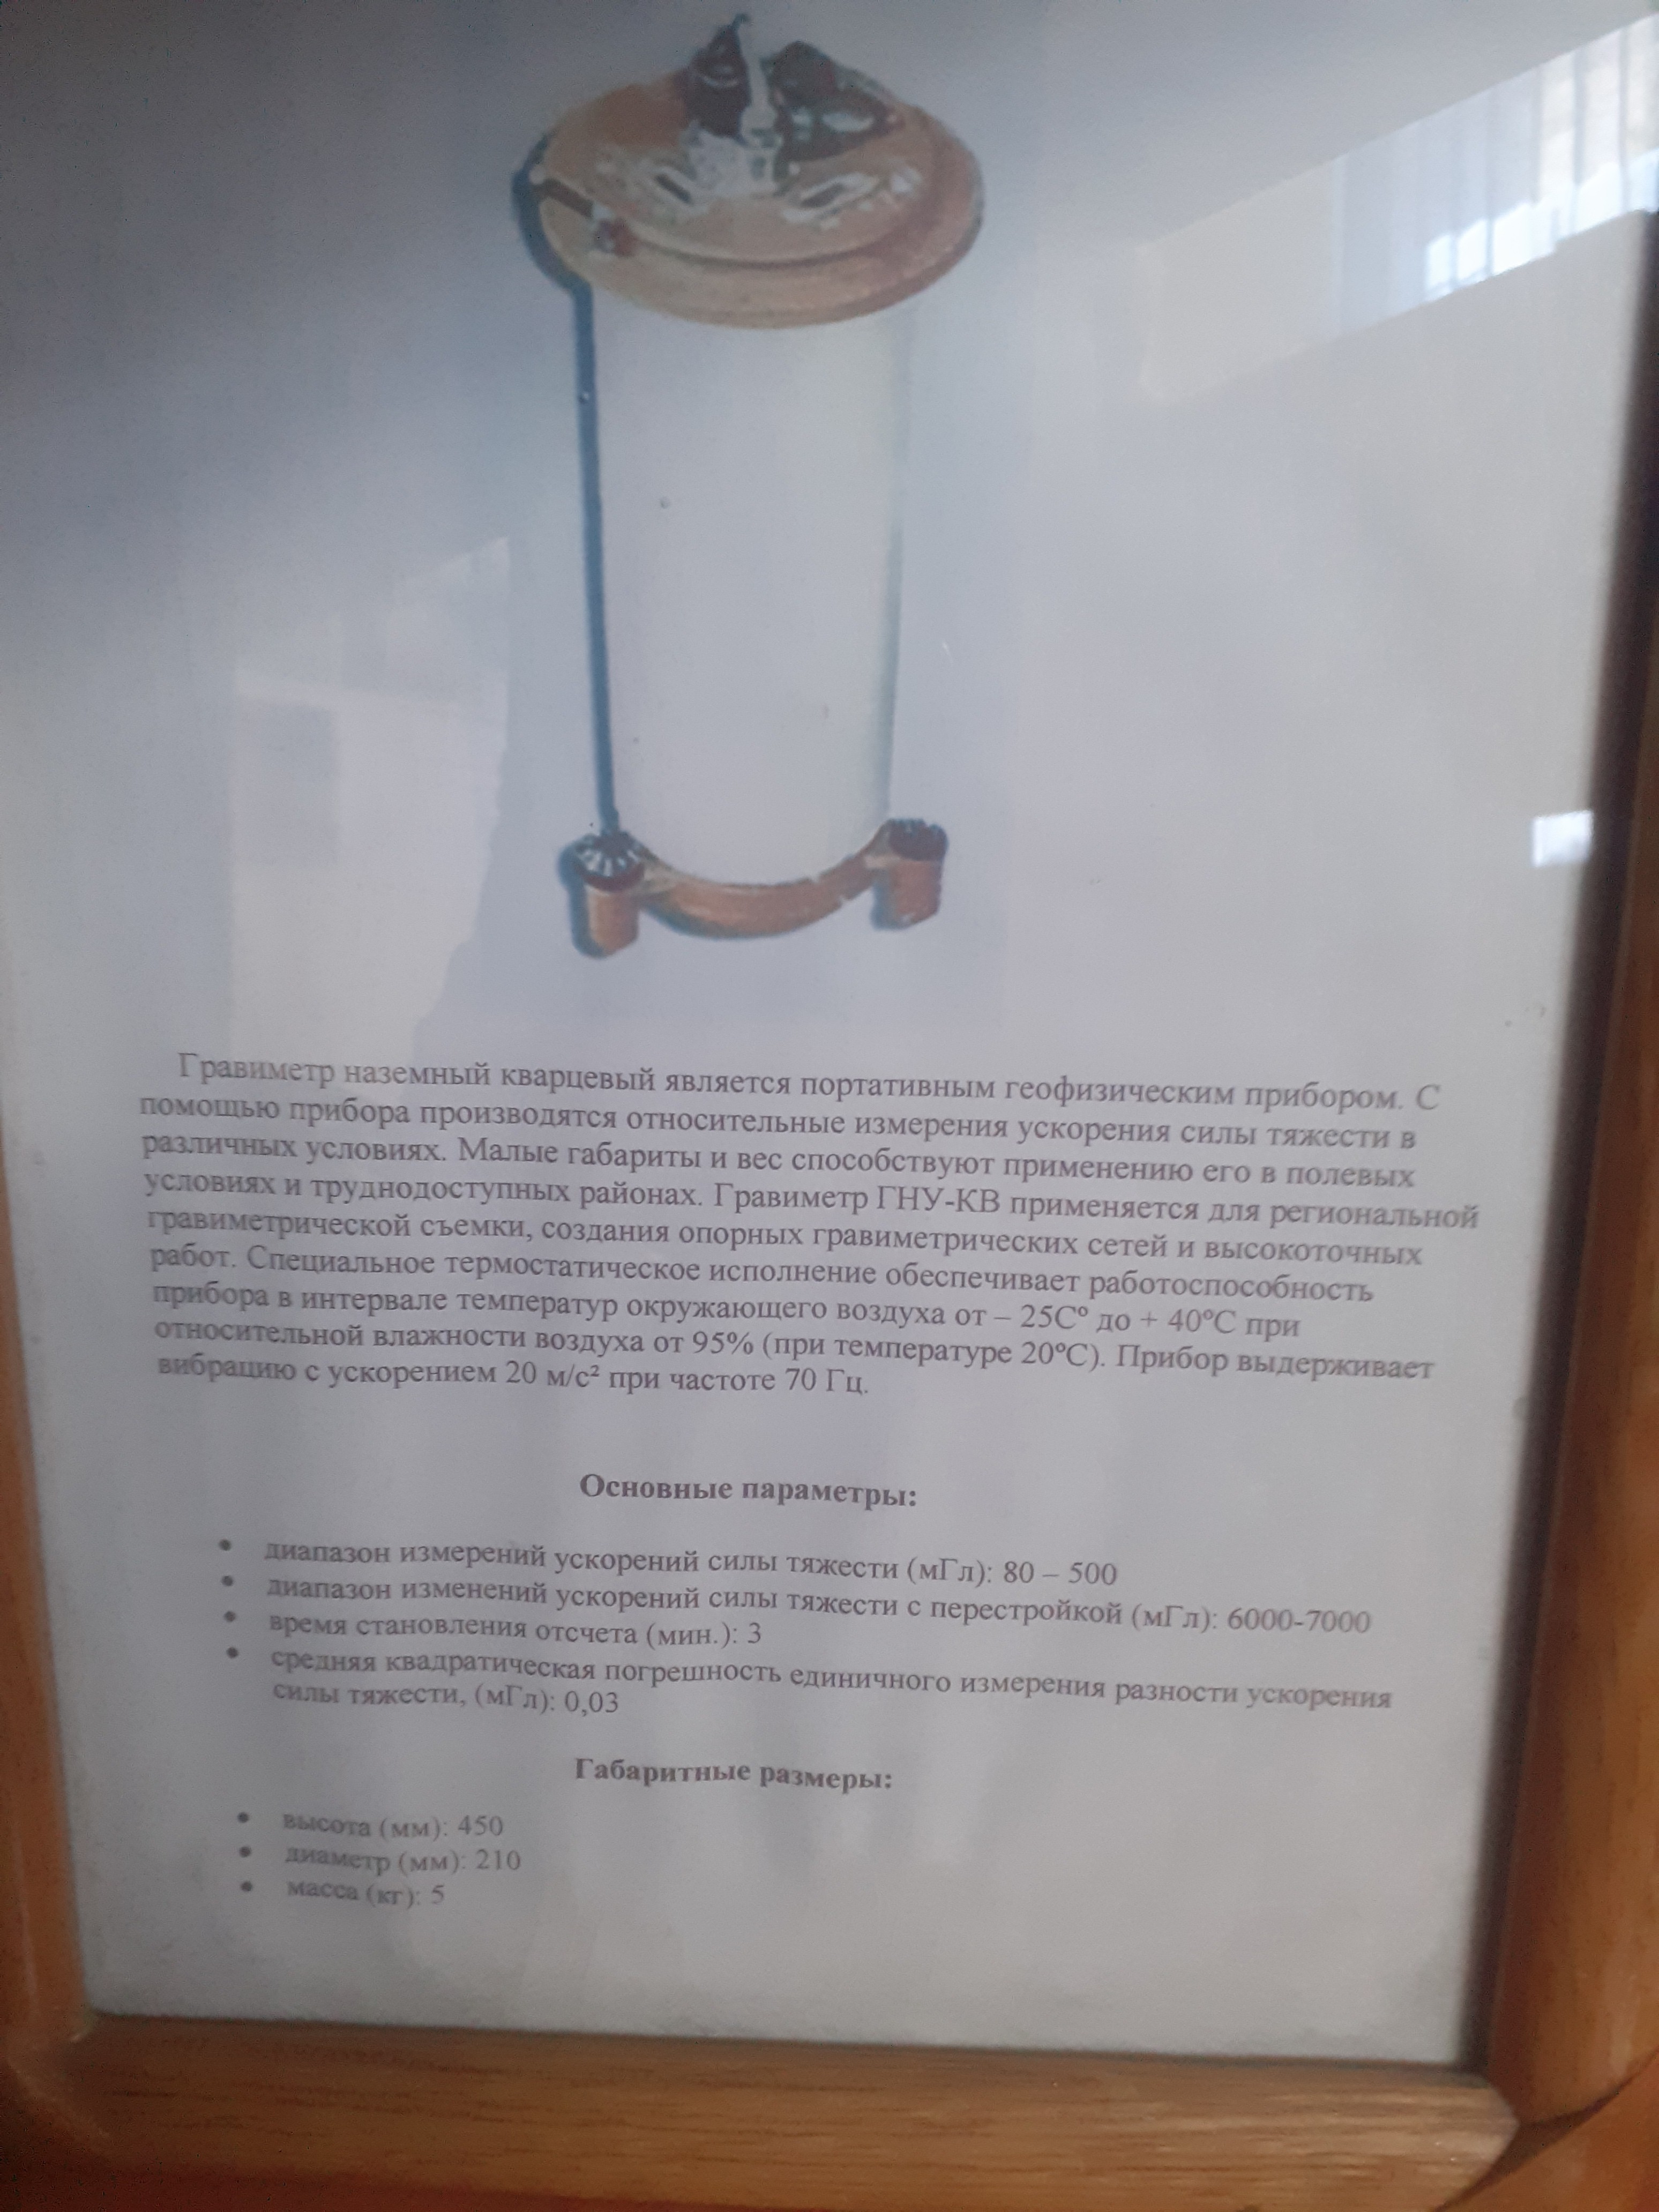 Гравиметр наземный кварцевый является портативным геофизическим прибором. С
помощью прибора производятся относительные измерения ускорения силы тяжести в
различных условиях. Малые габариты и вес способствуют применению его в полевых
условиях и труднодоступных районах. Гравиметр ГНУ-КВ применяется для региональной
гравиметрической съемки, создания опорных гравиметрических сетей и высокоточных
работ. Специальное термостатическое исполнение обеспечивает работоспособность
прибора в интервале температур окружающего воздуха от – 25Cº до + 40ºC при
относительной влажности воздуха от 95% (при температуре 20ºC). Прибор выдерживает
вибрацию с ускорением 20 м/с² при частоте 70 Гц.
Основные параметры:
• диапазон измерений ускорений силы тяжести (мГл): 80 – 500
• диапазон изменений ускорений силы тяжести с перестройкой (мГл): 6000-7000
• время становления отсчета (мин.): 3
• средняя квадратическая погрешность единичного измерения разности ускорения
силы тяжести, (мГл): 0,03
Габаритные размеры:
• высота (мм): 450
• диаметр (мм): 210
• масса (кг): 5